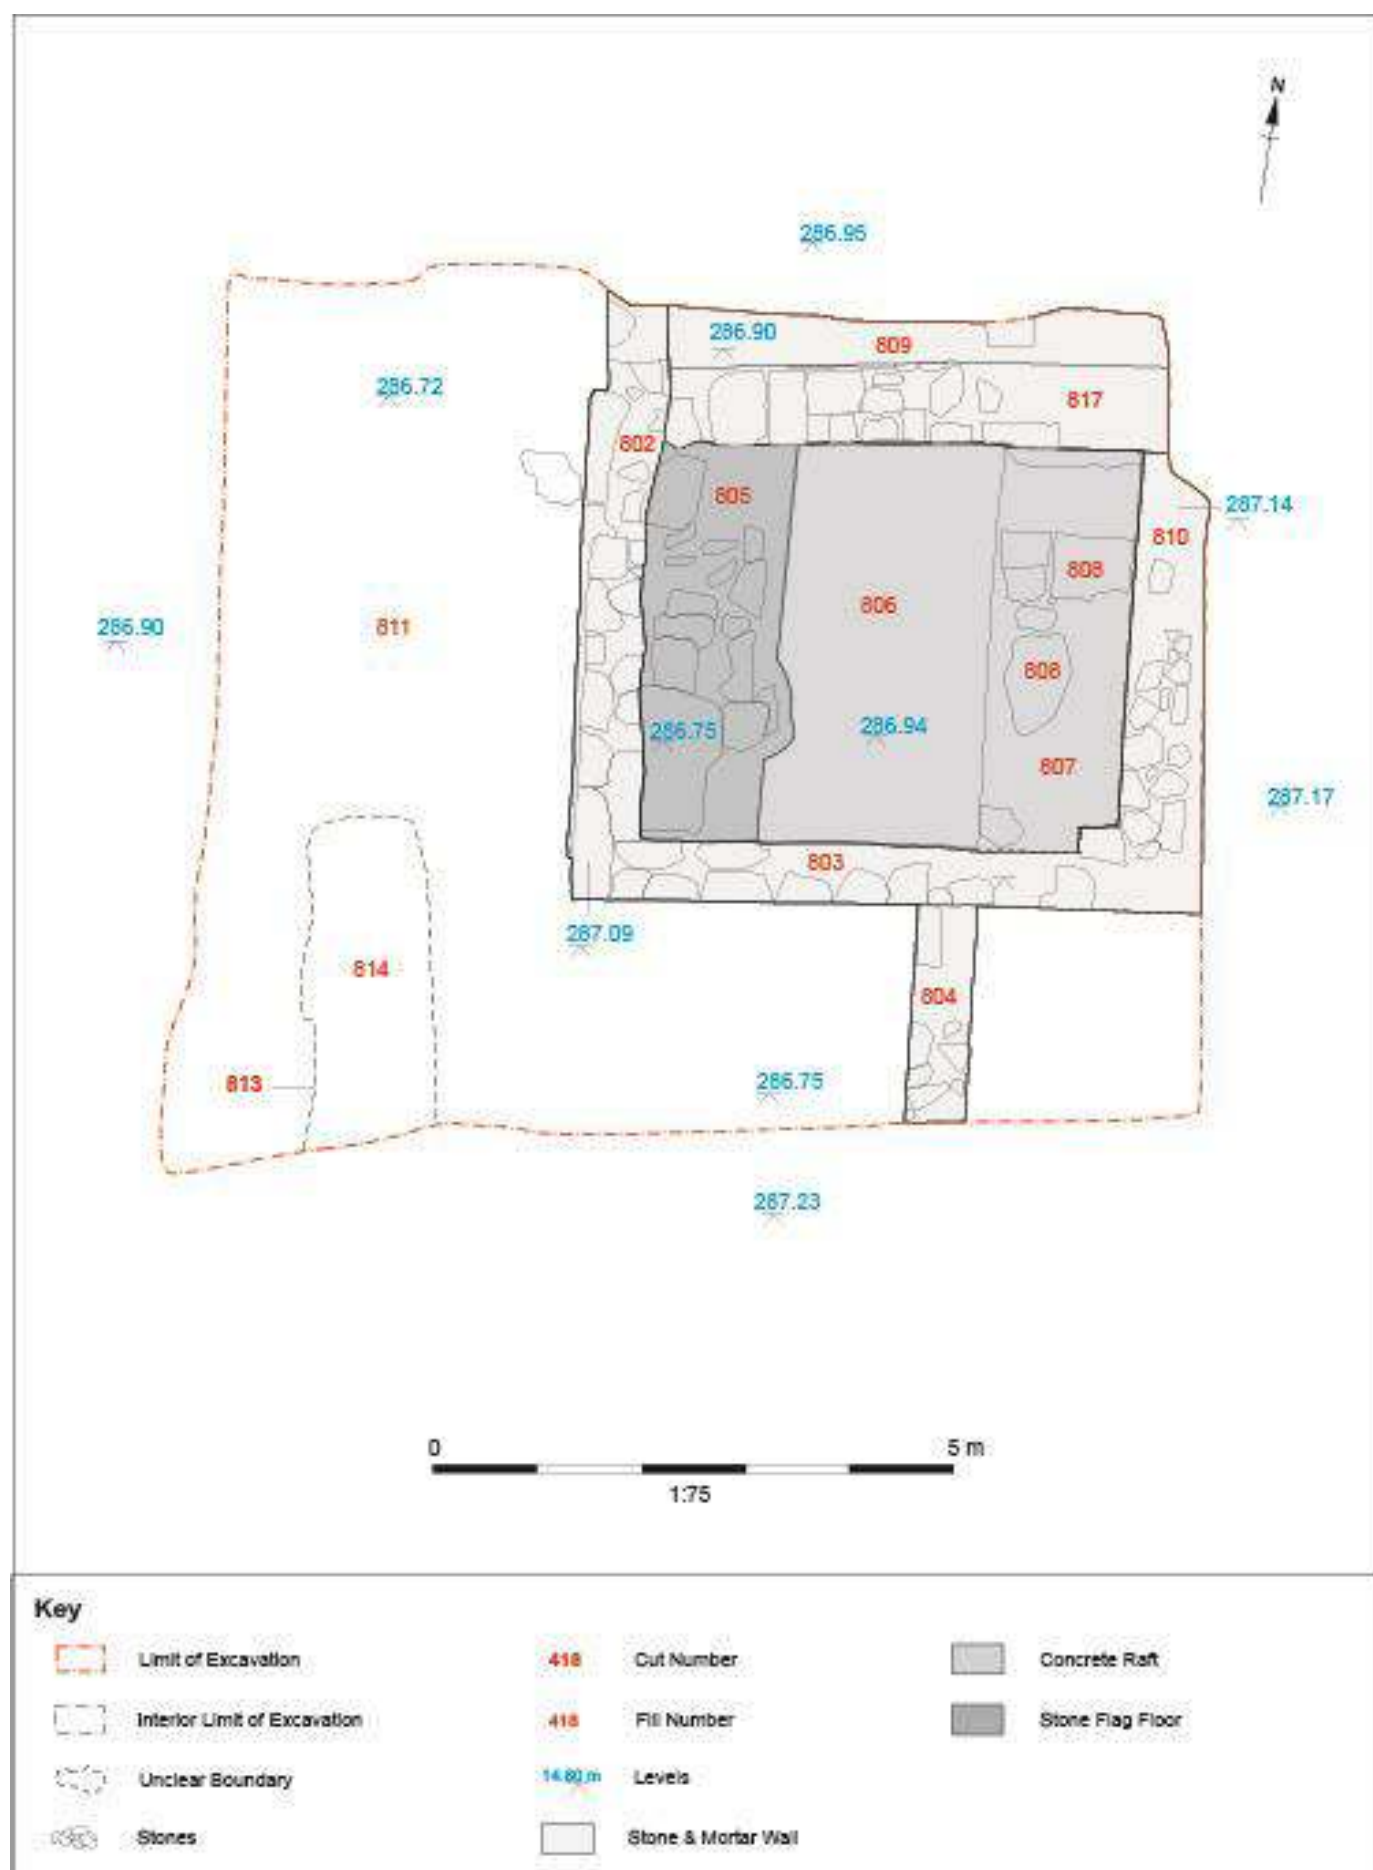 N
286.95
286.90
809
286.72
817
802
805
287.14
810
808
806
286.90
811
808
286.75
286.94
807
287.17
803
287.09
814
804
286.75
813
287.23
0 5 m
1:75
Key
Limit of Excavation
418 Cut Number
Concrete Raft
Interior Limit of Excavation
418 Fill Number
Stone Flag Floor
Unclear Boundary
14.80 m Levels
Stones
Stone & Mortar Wall